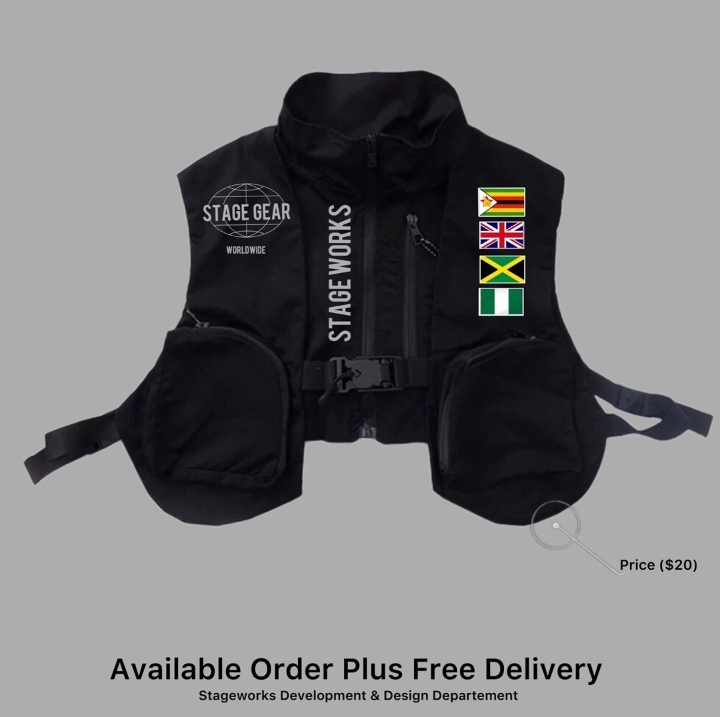 STAGE GEAR
WORLDWIDE
STAGE WORKS
Price ($20)
Available Order Plus Free Delivery
Stageworks Development & Design Departement